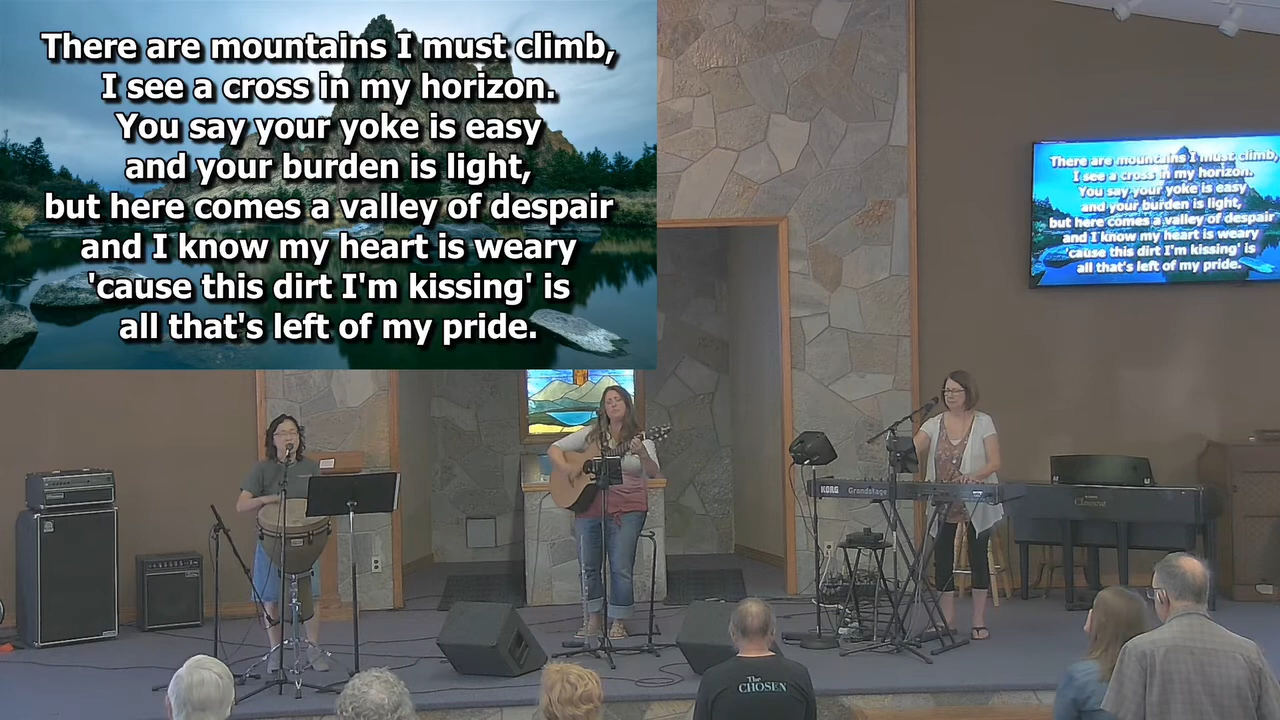 There are mountains I must climb,
I see a cross in my horizon.
You say your yoke is easy
and your burden is light,
but here comes a valley of despair
and I know my heart is weary
'cause this dirt I'm kissing' is
all that's left of my pride.
There are mountains I must climb,
I see a cross in my horizon.
You say your yoke is easy
and your burden is light,
but here comes a valley of despair
and I know my heart is weary
'cause this dirt I'm kissing' is
all that's left of my pride.
KORG Grandstage
The
CHOSEN